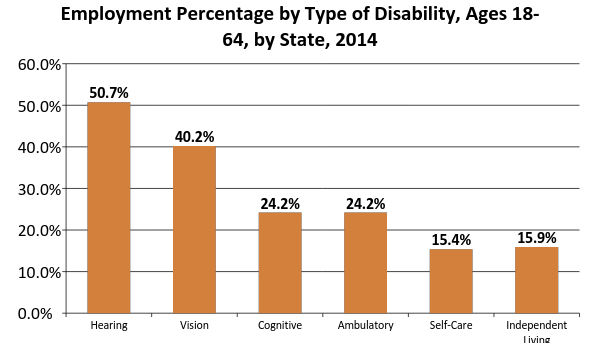 Employment Percentage by Type of Disability, Ages 18-
64, by State, 2014
60.0%
50.0%
40.0%
30.0%
20.0%
10.0%
0.0%
50.7%
40.2%
24.2%
24.2%
15.4%
15.9%
Hearing
Vision
Cognitive
Ambulatory
Self-Care
Independent
Living